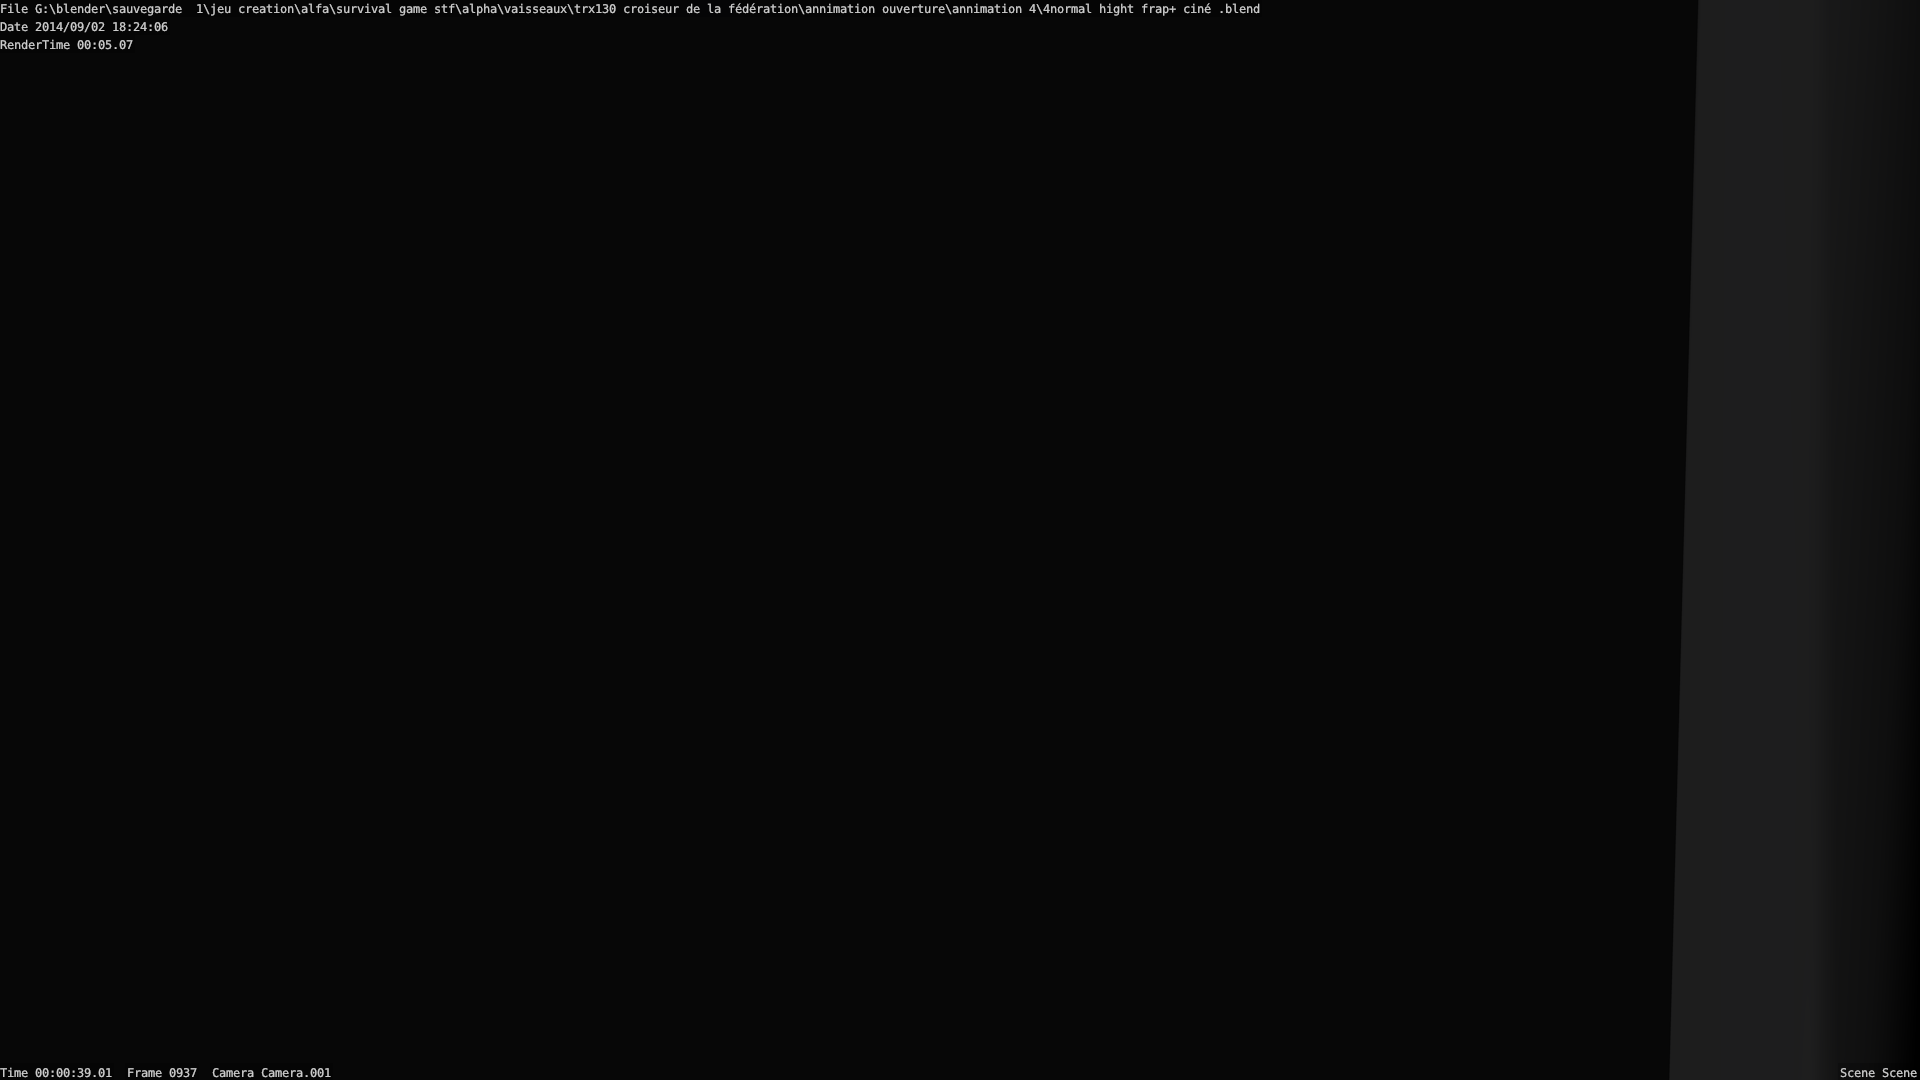 File G:\blender\sauvegarde  1\jeu creation\alfa\survival game stf\alpha\vaisseaux\trx130 croiseur de la fédération\annimation ouverture\annimation 4\4normal hight frap+ ciné .blend
Date 2014/09/02 18:24:06
RenderTime 00:05.07
Time 00:00:39.01  Frame 0937  Camera Camera.001
Scene Scene